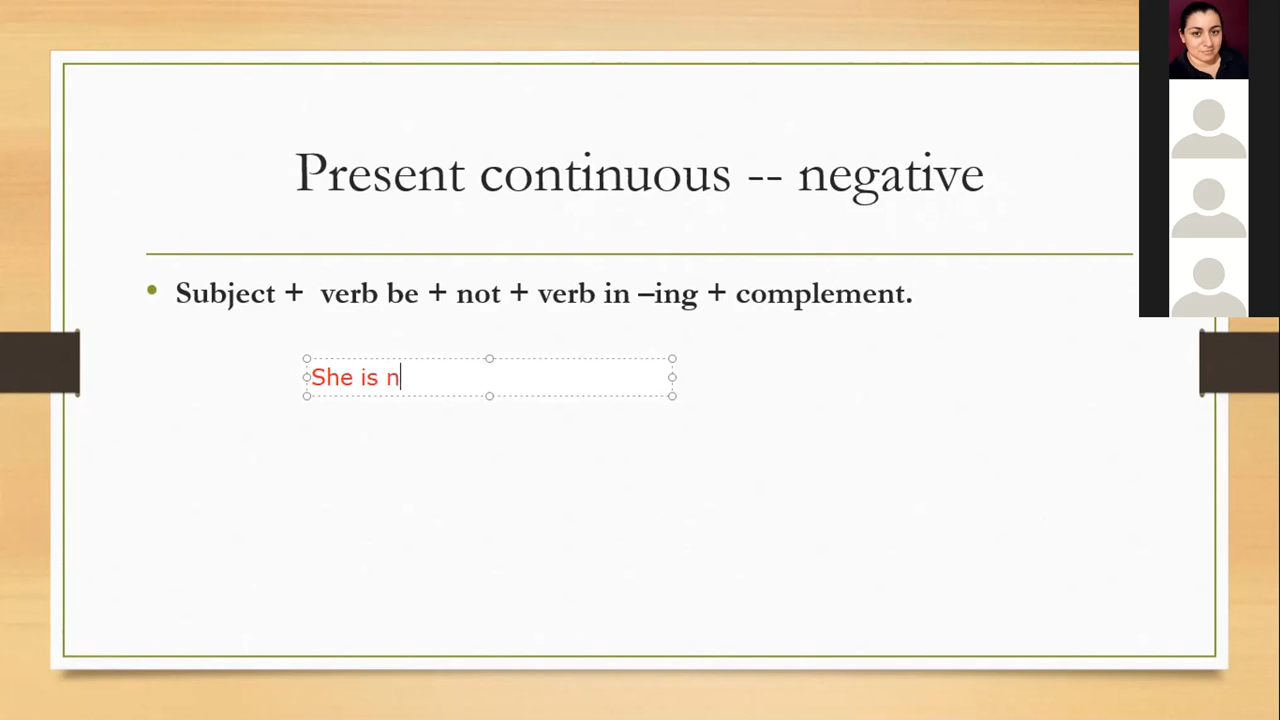 Present continuous -- negative
• Subject +  verb be + not + verb in –ing + complement.
She is n